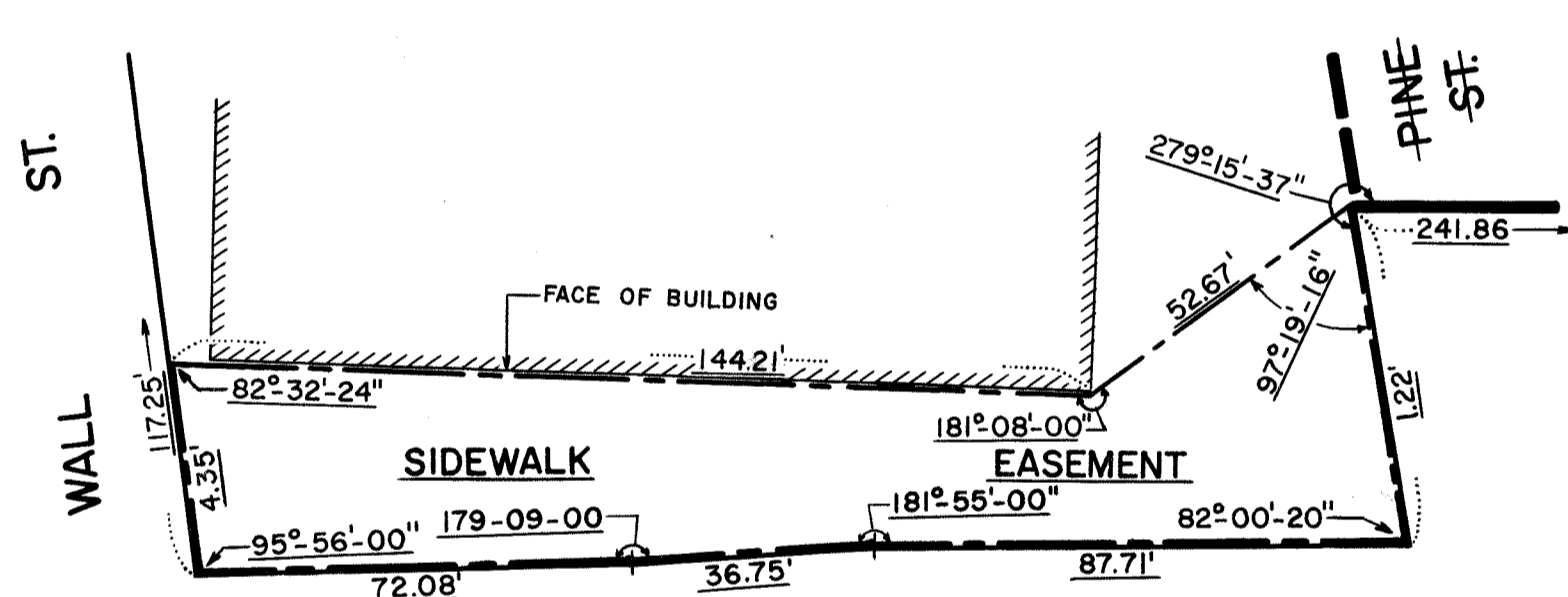 PINE
ST.
ST.
WALL
279°-15'-37"
241.86
52.67'
97°-19'-16"
FACE OF BUILDING
144.21'
82°-32'-24"
117.25'
4.35'
1.22'
181°-08'-00"
SIDEWALK
EASEMENT
179-09-00
181°-55'-00"
82°-00'-20"
95°-56'-00"
72.08'
36.75'
87.71'